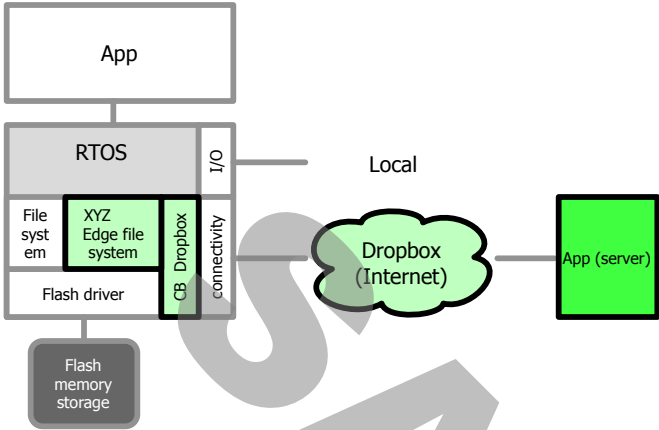 App
RTOS
I/O
Local
File
syst
em
XYZ
Edge file
system
CB Dropbox
connectivity
Flash driver
Dropbox
(Internet)
App (server)
Flash
memory
storage
SA